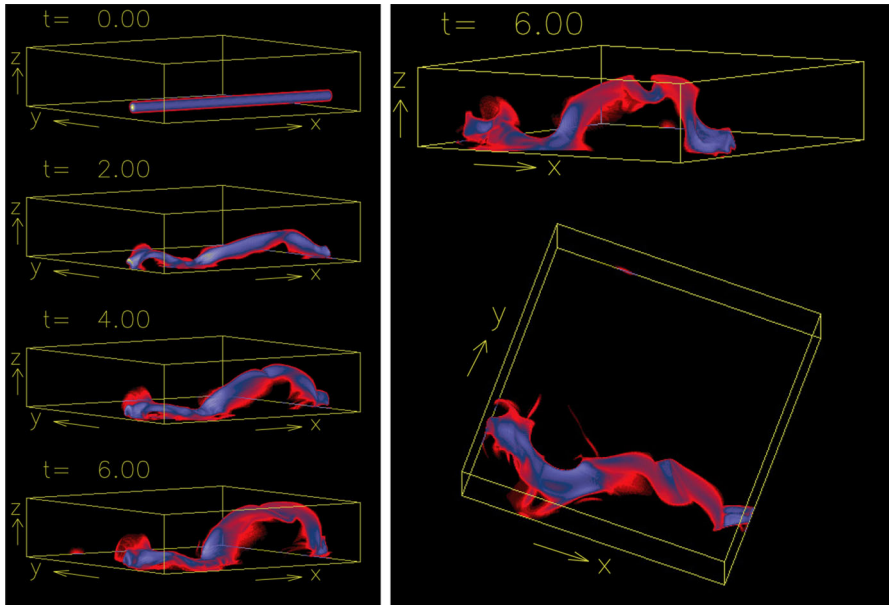 t= 0.00
z
y
x
t= 2.00
z
y
x
t= 4.00
z
y
x
t= 6.00
z
y
x
t= 6.00
z
x
y
x